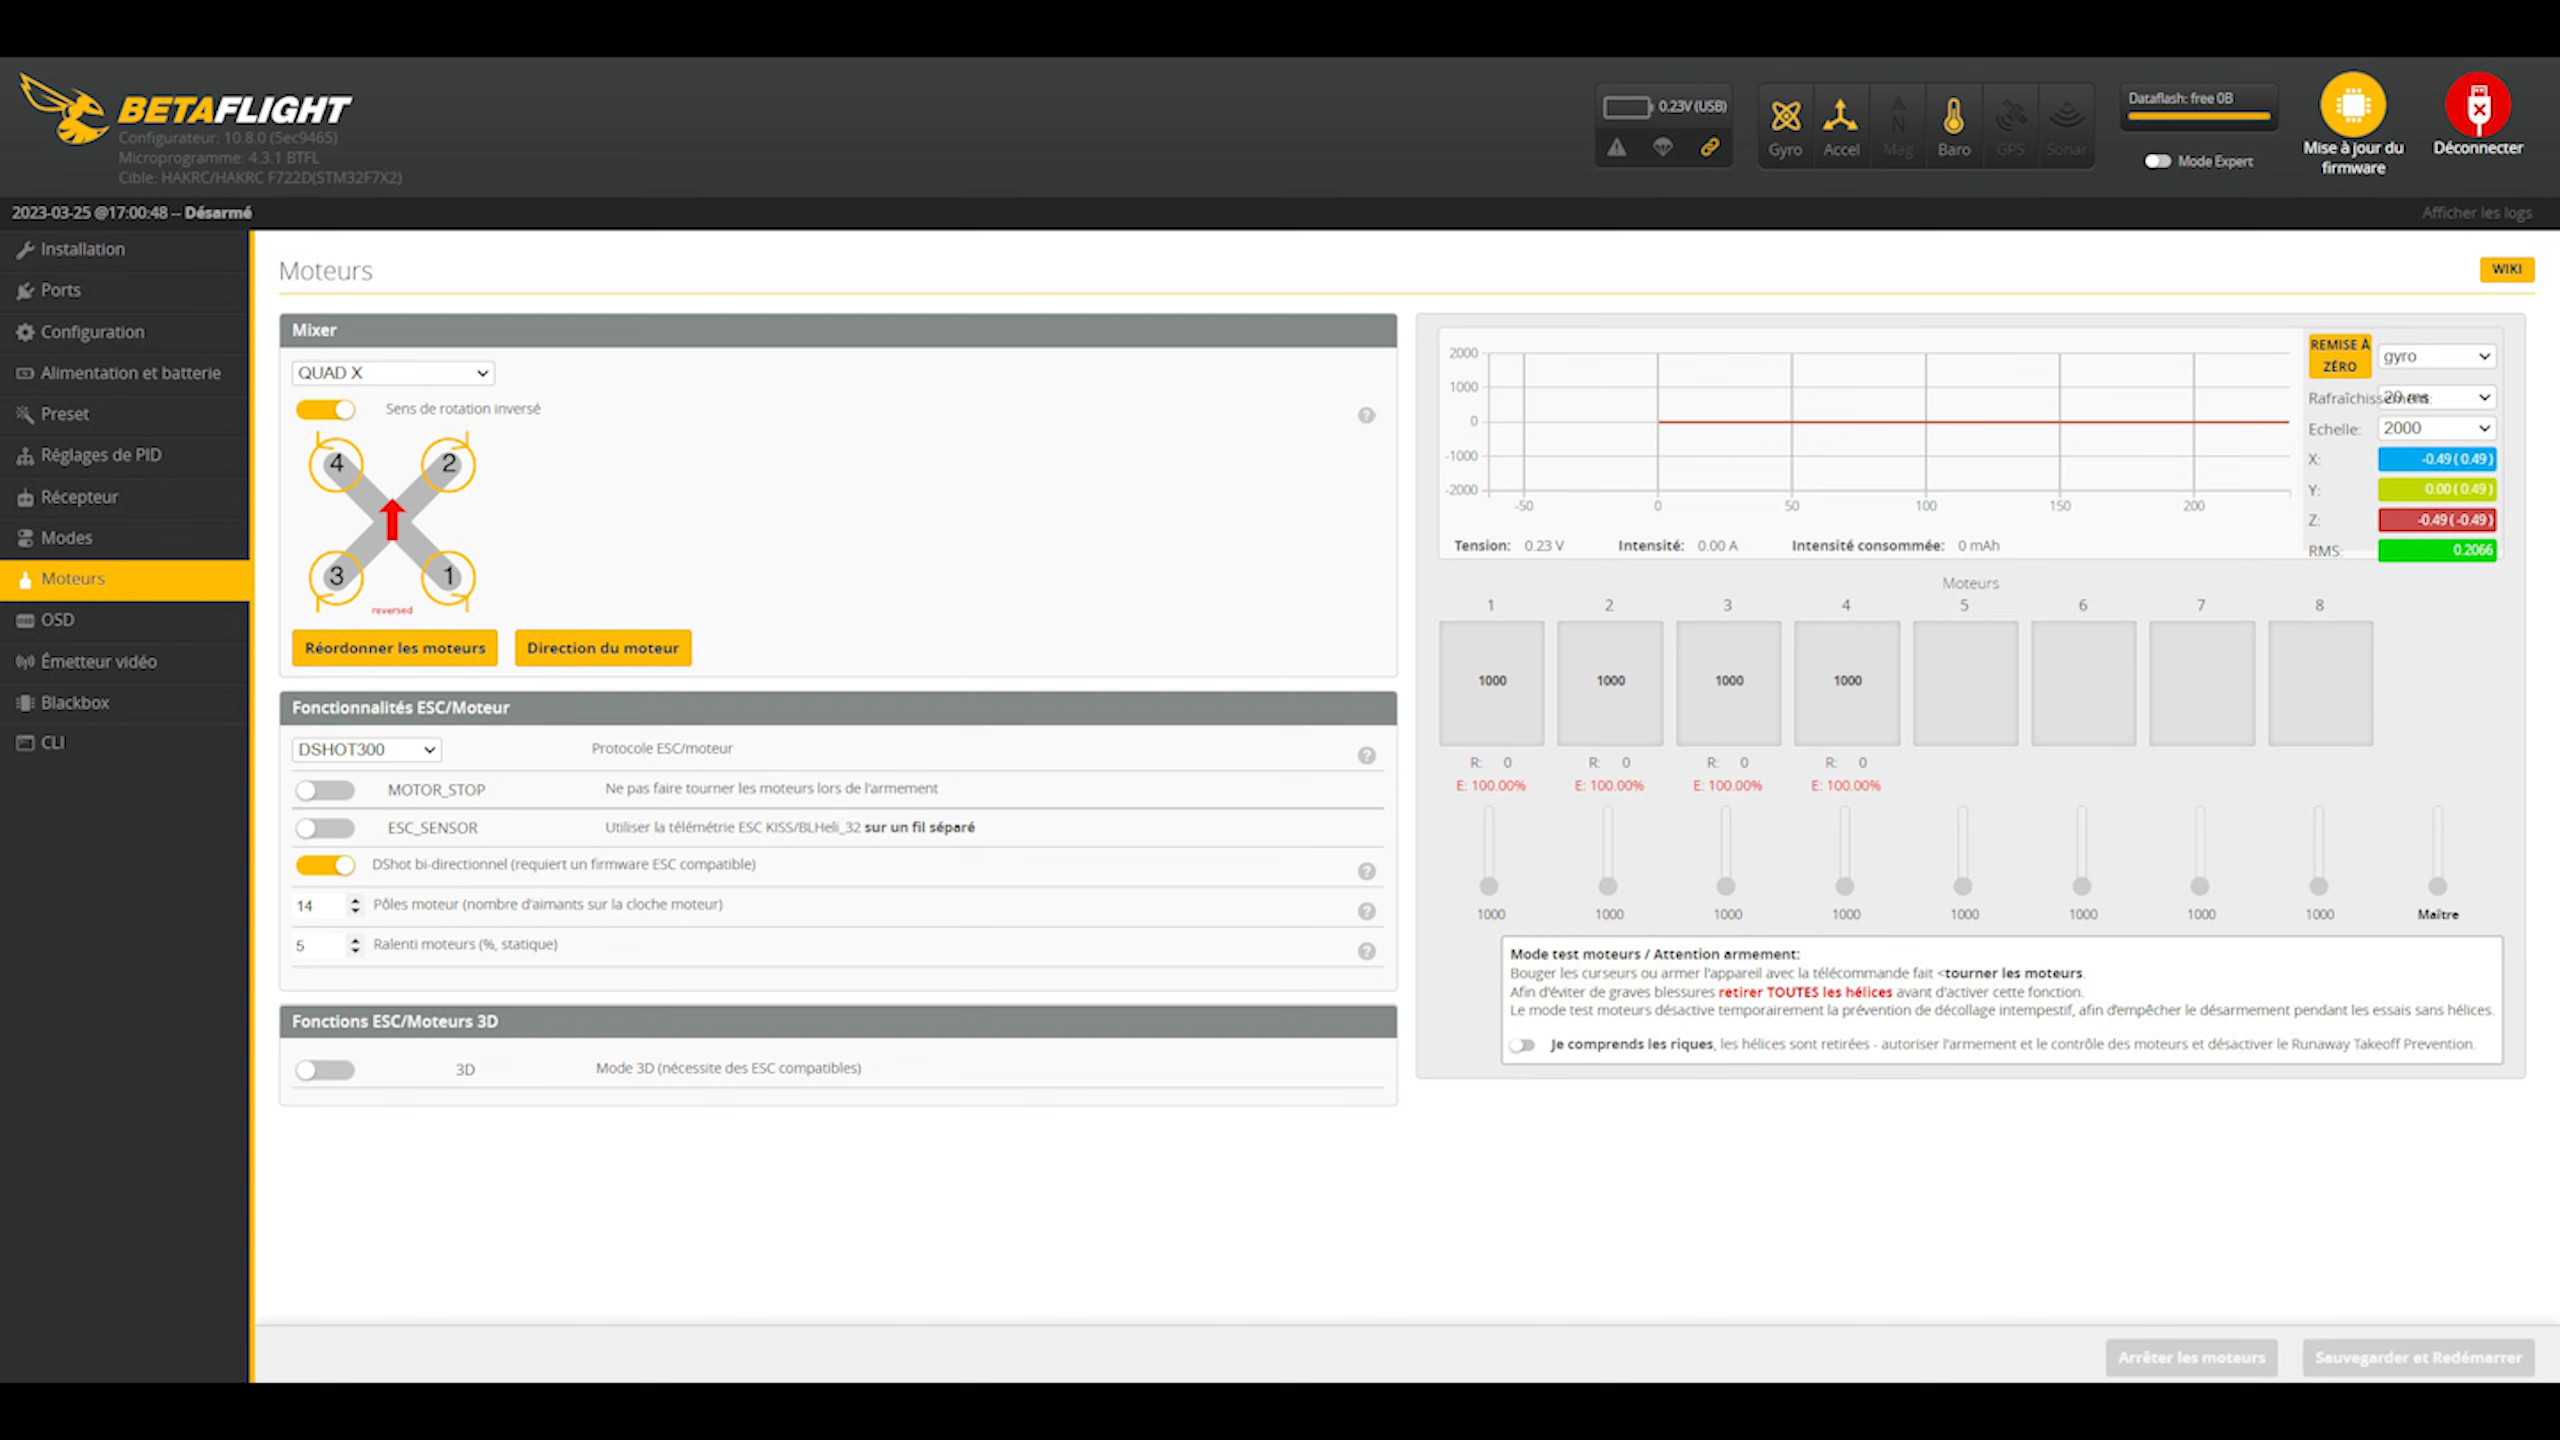 BETAFLIGHT
Configurateur: 10.8.0 (5ec9465)
Microprogramme: 4.3.1 BTFL
Cible: HAKRC/HAKRC F722D(STM32F7X2)
0.23V (USB)
Gyro
Accel
Mag
Baro
GPS
Sonar
Dataflash: free 0B
Mode Expert
Mise à jour du
firmware
Déconnecter
2023-03-25 @17:00:48 -- Désarmé
Afficher les logs
Installation
Ports
Configuration
Alimentation et batterie
Preset
Réglages de PID
Récepteur
Modes
Moteurs
OSD
Émetteur vidéo
Blackbox
CLI
Moteurs
WIKI
Mixer
QUAD X
Sens de rotation inversé
4
2
3
1
reversed
Réordonner les moteurs
Direction du moteur
Fonctionnalités ESC/Moteur
DSHOT300
Protocole ESC/moteur
MOTOR_STOP
Ne pas faire tourner les moteurs lors de l'armement
ESC_SENSOR
Utiliser la télémétrie ESC KISS/BLHeli_32 sur un fil séparé
DShot bi-directionnel (requiert un firmware ESC compatible)
14
Pôles moteur (nombre d'aimants sur la cloche moteur)
5
Ralenti moteurs (%, statique)
Fonctions ESC/Moteurs 3D
3D
Mode 3D (nécessite des ESC compatibles)
2000
1000
0
-1000
-2000
-50
0
50
100
150
200
REMISE À
ZÉRO
gyro
Rafraîchissement:
20 ms
Echelle:
2000
X:
-0.49 ( 0.49 )
Y:
0.00 ( 0.49 )
Z:
-0.49 ( -0.49 )
RMS:
0.2066
Tension: 0.23 V
Intensité: 0.00 A
Intensité consommée: 0 mAh
Moteurs
1 2 3 4 5 6 7 8
1000 1000 1000 1000
R: 0 R: 0 R: 0 R: 0
E: 100.00% E: 100.00% E: 100.00% E: 100.00%
1000 1000 1000 1000 1000 1000 1000 1000 Maître
Mode test moteurs / Attention armement:
Bouger les curseurs ou armer l'appareil avec la télécommande fait <tourner les moteurs.
Afin d'éviter de graves blessures retirer TOUTES les hélices avant d'activer cette fonction.
Le mode test moteurs désactive temporairement la prévention de décollage intempestif, afin d'empêcher le désarmement pendant les essais sans hélices.
Je comprends les riques, les hélices sont retirées - autoriser l'armement et le contrôle des moteurs et désactiver le Runaway Takeoff Prevention.
Arrêter les moteurs
Sauvegarder et Redémarrer